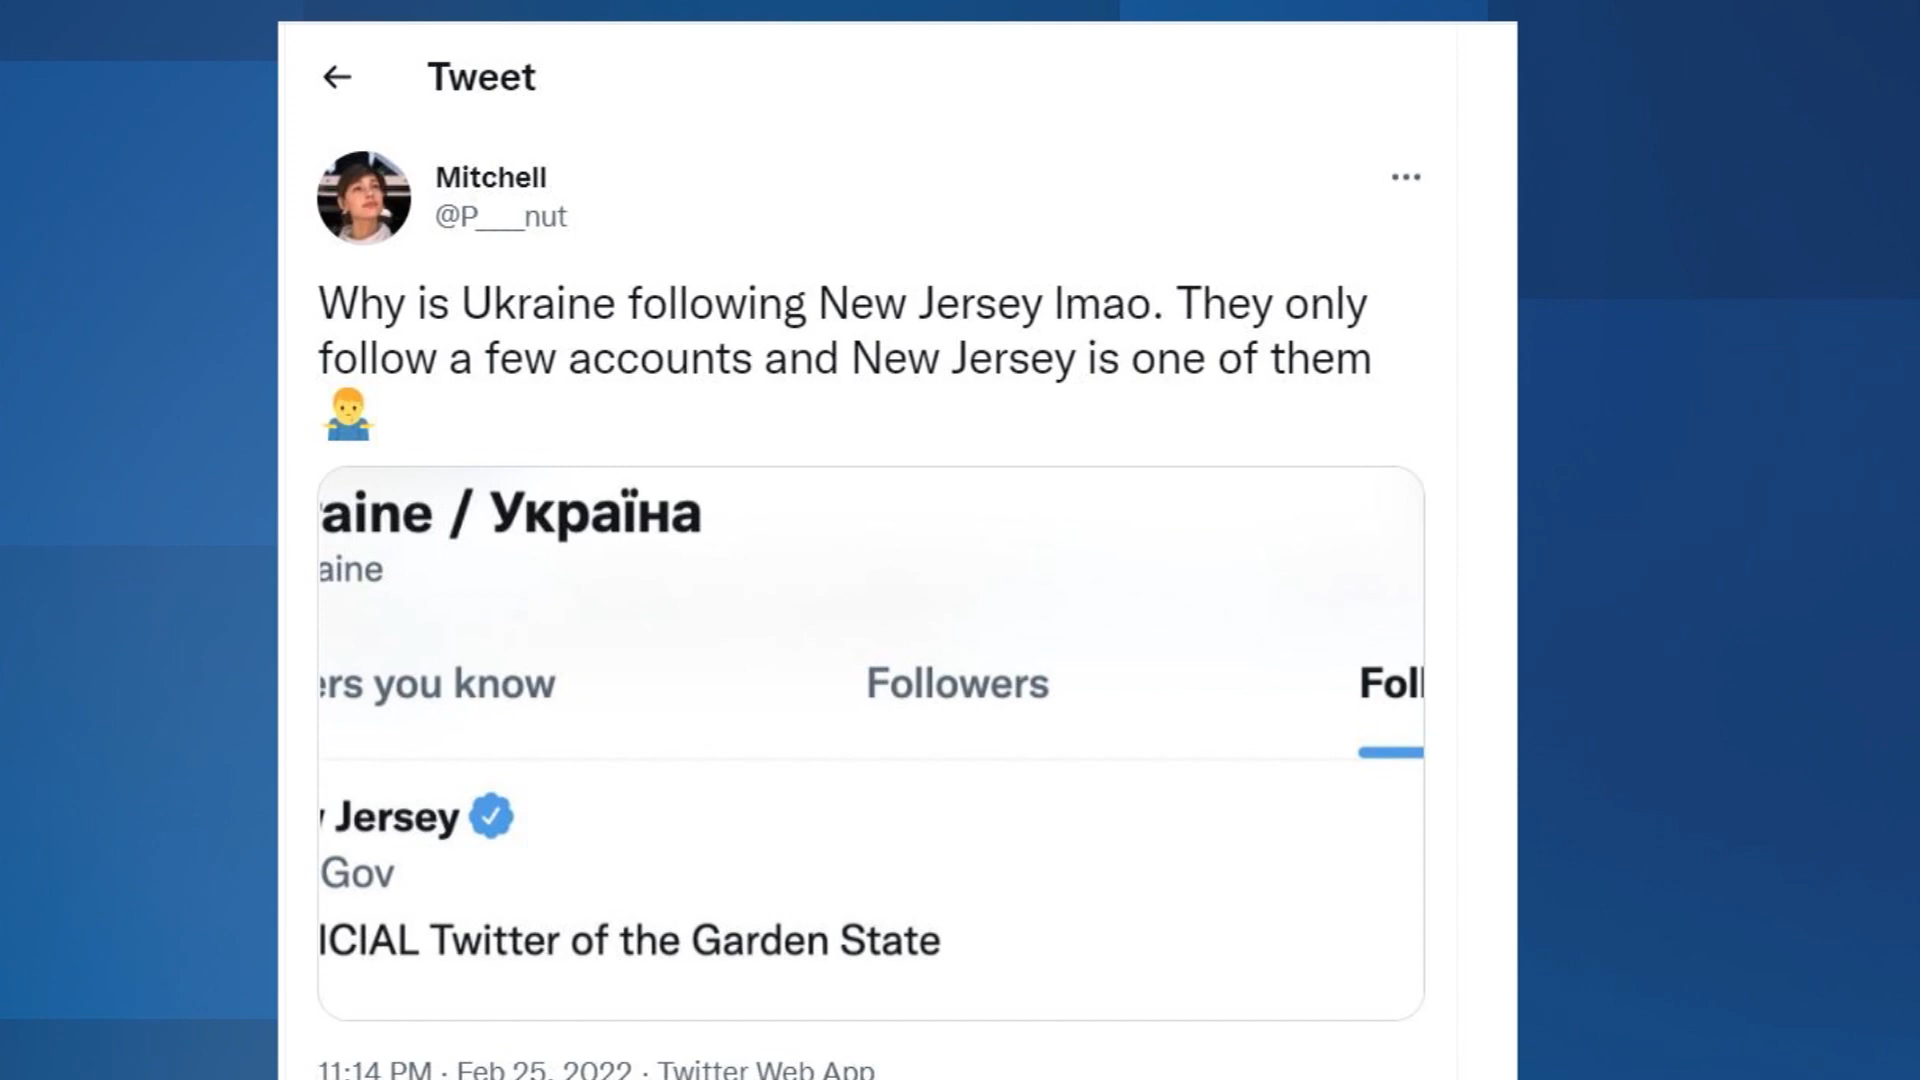 Tweet
Mitchell
@P___nut
Why is Ukraine following New Jersey lmao. They only
follow a few accounts and New Jersey is one of them
🤷‍♂️
aine / Україна
aine
ers you know
Followers
Foll
Jersey
Gov
ICIAL Twitter of the Garden State
11:14 PM · Feb 25, 2022 · Twitter Web App